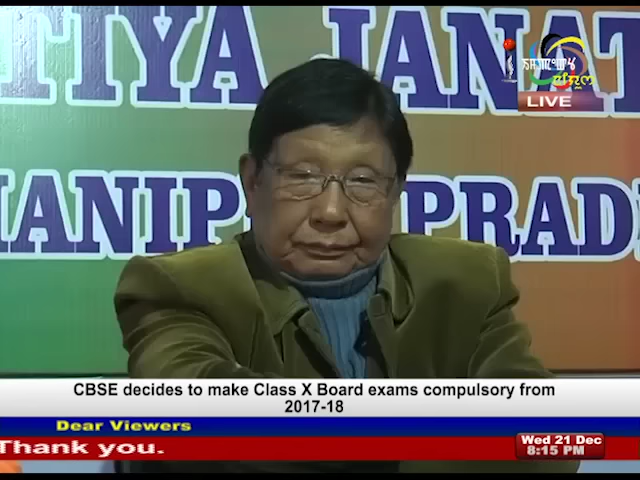 TIYA JANAT
LIVE
MANIPU PRAD
CBSE decides to make Class X Board exams compulsory from
2017-18
Dear Viewers
Thank you.
Wed 21 Dec
8:15 PM